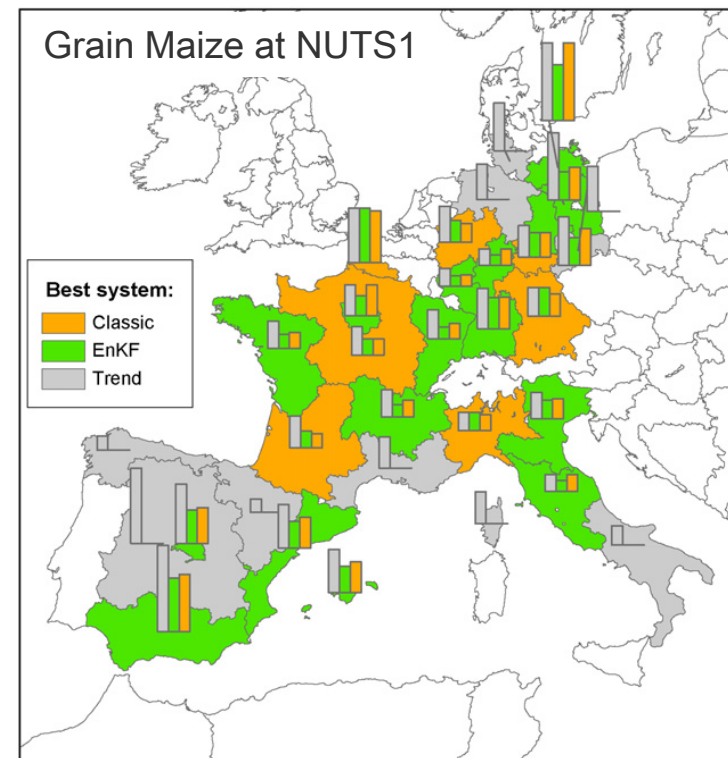 Grain Maize at NUTS1
Best system:
Classic
EnKF
Trend